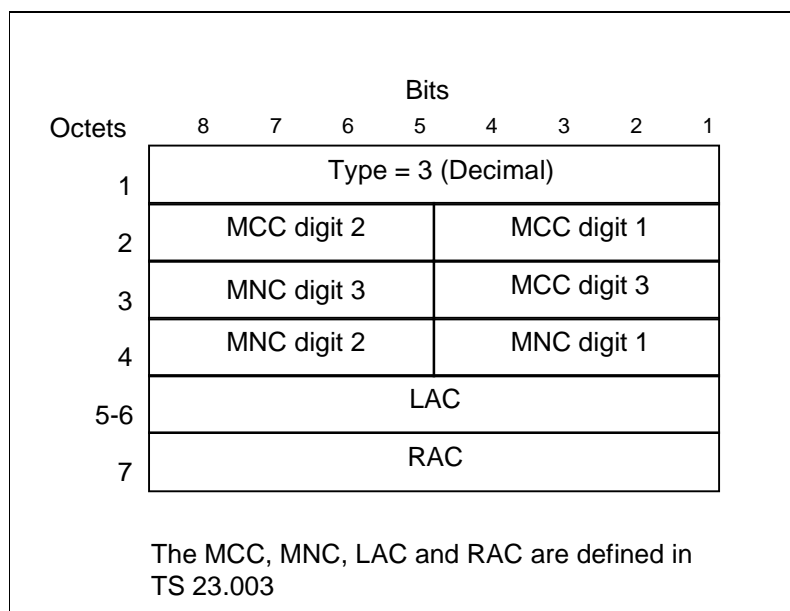 Bits
Octets 8 7 6 5 4 3 2 1
1 Type = 3 (Decimal)
2 MCC digit 2 MCC digit 1
3 MNC digit 3 MCC digit 3
4 MNC digit 2 MNC digit 1
5-6 LAC
7 RAC
The MCC, MNC, LAC and RAC are defined in
TS 23.003